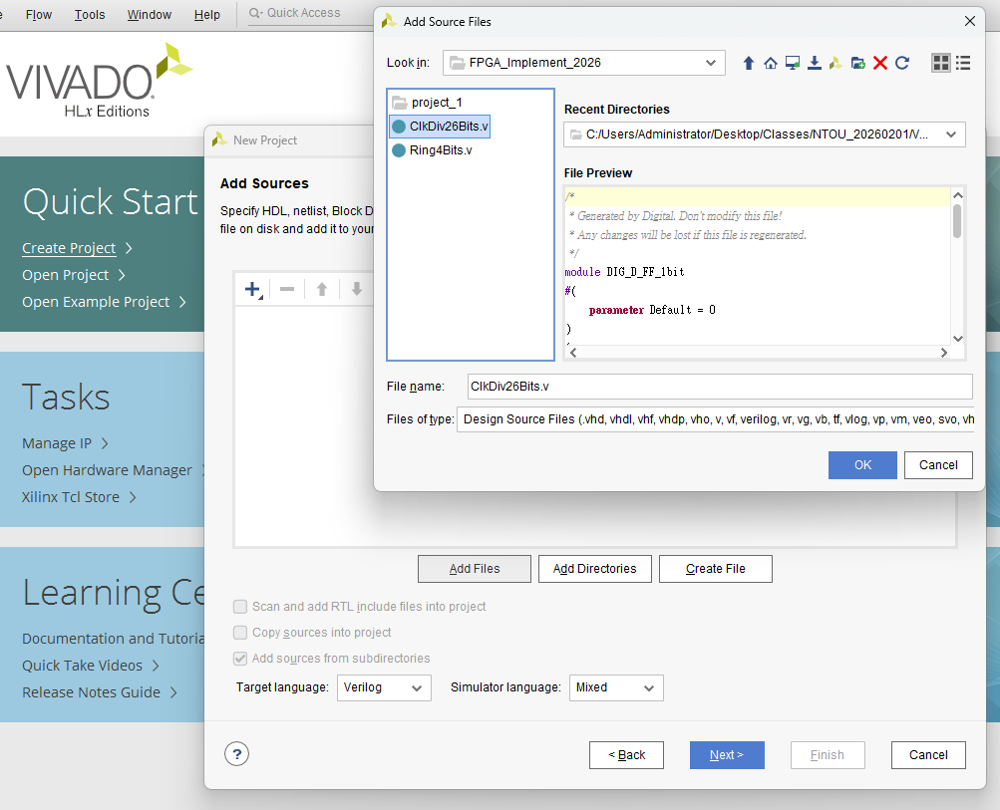 Flow Tools Window Help Quick Access
VIVADO
HLx Editions
Quick Start
Create Project
Open Project
Open Example Project
Tasks
Manage IP
Open Hardware Manager
Xilinx Tcl Store
Learning Ce
Documentation and Tutoria
Quick Take Videos
Release Notes Guide
New Project
Add Sources
Specify HDL, netlist, Block D
file on disk and add it to your
Add Files Add Directories Create File
Scan and add RTL include files into project
Copy sources into project
Add sources from subdirectories
Target language: Verilog Simulator language: Mixed
? < Back Next > Finish Cancel
Add Source Files
Look in: FPGA_Implement_2026
project_1
ClkDiv26Bits.v
Ring4Bits.v
Recent Directories
C:/Users/Administrator/Desktop/Classes/NTOU_20260201/V...
File Preview
/*
* Generated by Digital. Don't modify this file!
* Any changes will be lost if this file is regenerated.
*/
module DIG_D_FF_1bit
#(
parameter Default = 0
)
File name: ClkDiv26Bits.v
Files of type: Design Source Files (.vhd, vhdl, vhf, vhdp, vho, v, vf, verilog, vr, vg, vb, tf, vlog, vp, vm, veo, svo, vh
OK Cancel